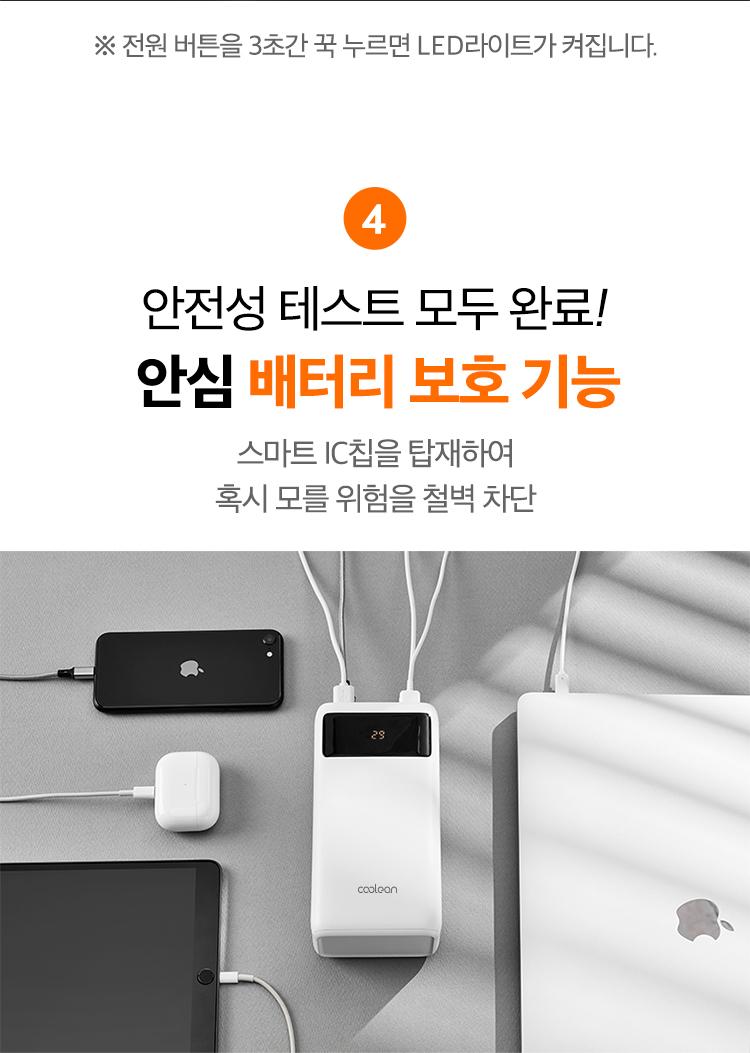 ※ 전원 버튼을 3초간 꾹 누르면 LED라이트가 켜집니다.
4
안전성 테스트 모두 완료!
안심 배터리 보호 기능
스마트 IC칩을 탑재하여
혹시 모를 위험을 철벽 차단
29
coolean